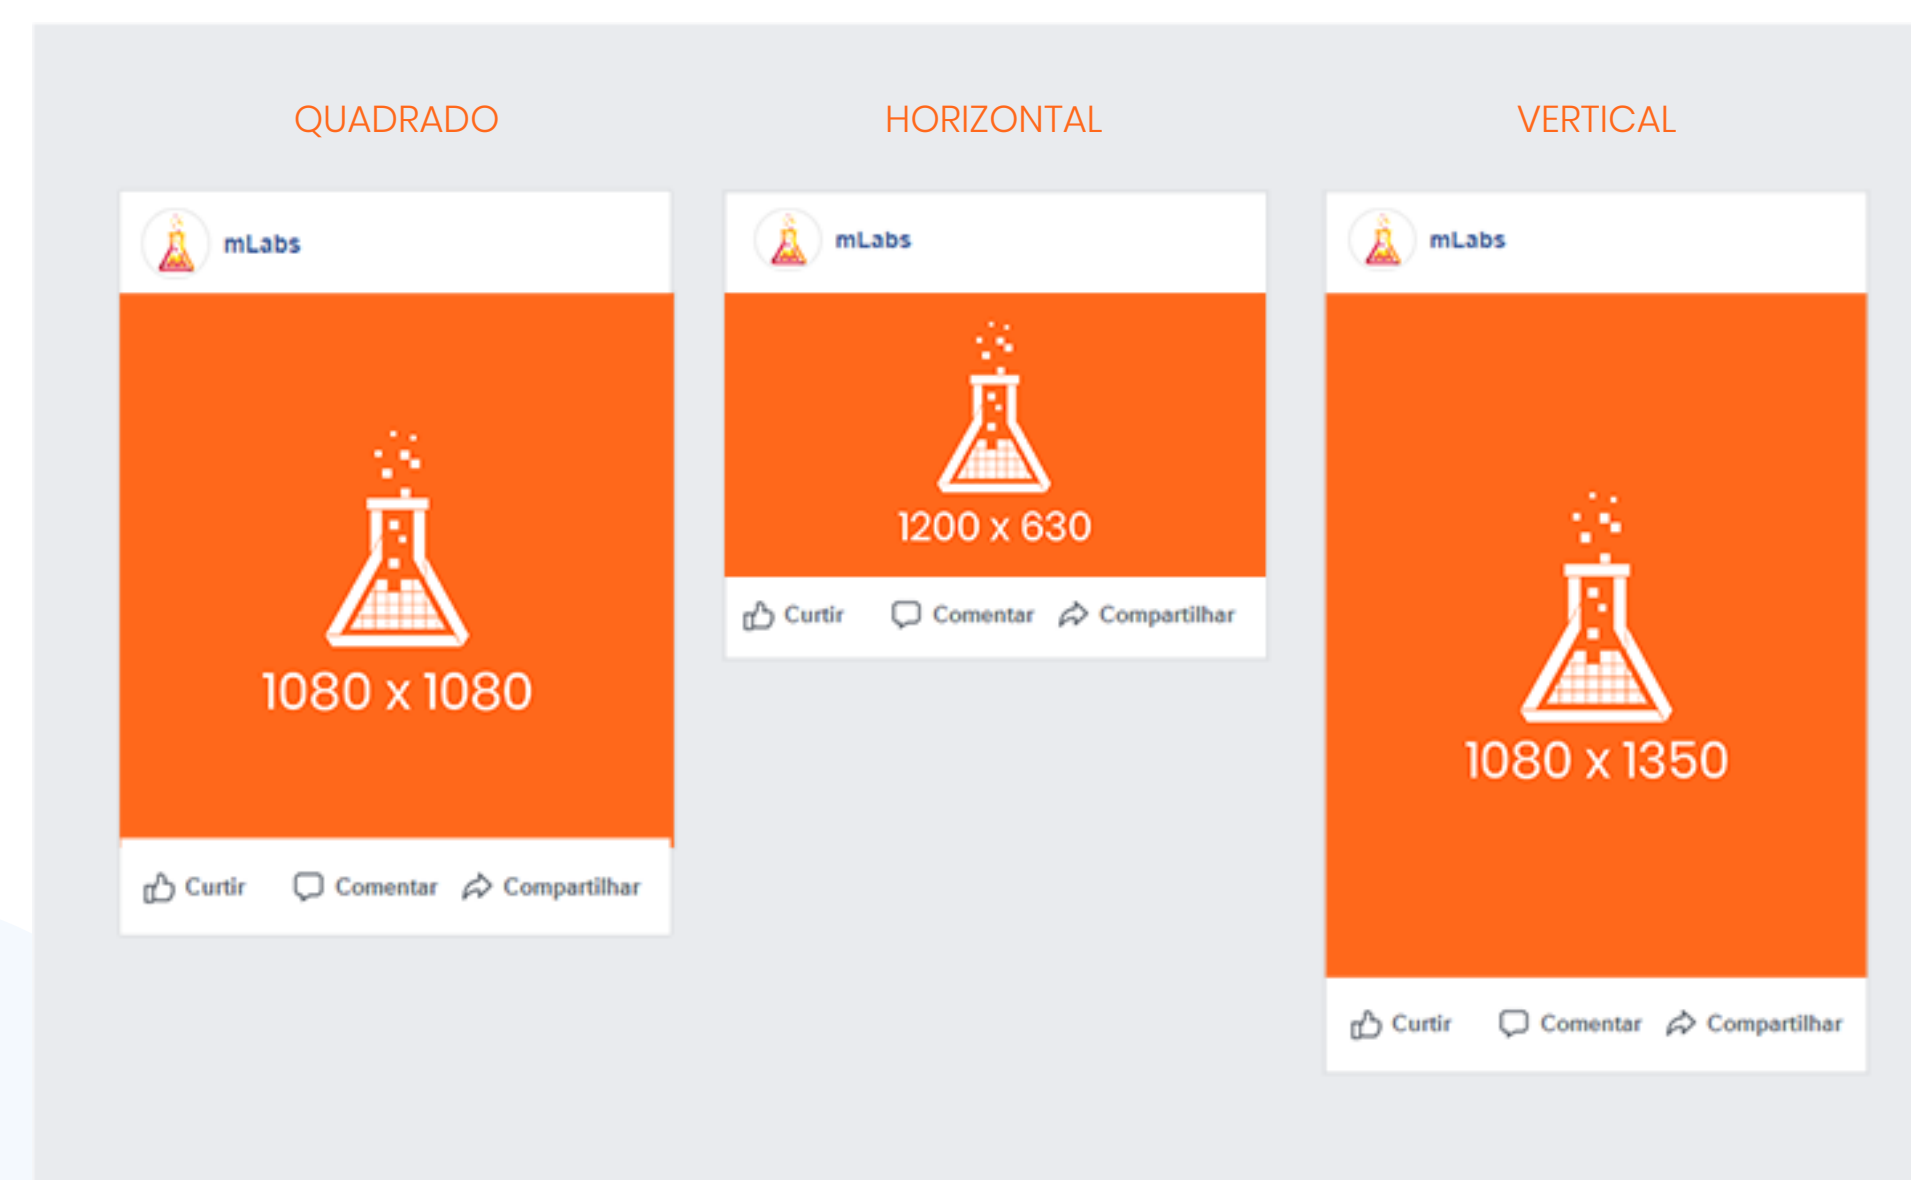 QUADRADO
mLabs
1080 x 1080
Curtir
Comentar
Compartilhar
HORIZONTAL
mLabs
1200 x 630
Curtir
Comentar
Compartilhar
VERTICAL
mLabs
1080 x 1350
Curtir
Comentar
Compartilhar